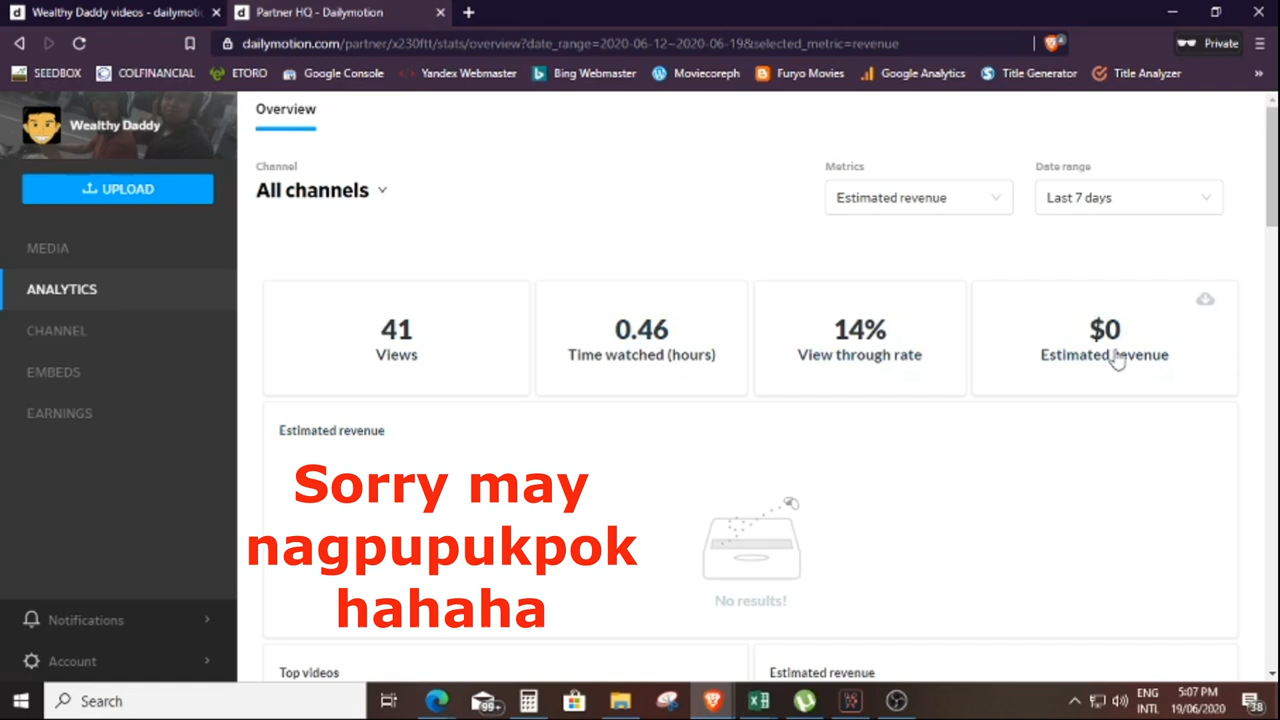 Wealthy Daddy videos - dailymotio
Partner HQ - Dailymotion
dailymotion.com/partner/x230ftt/stats/overview?date_range=2020-06-12~2020-06-19&selected_metric=revenue
4
Private
SEEDBOX
COLFINANCIAL
ETORO
Google Console
Yandex Webmaster
Bing Webmaster
Moviecoreph
Furyo Movies
Google Analytics
Title Generator
Title Analyzer
Wealthy Daddy
UPLOAD
MEDIA
ANALYTICS
CHANNEL
EMBEDS
EARNINGS
Notifications
Account
Overview
Channel
All channels
Metrics
Estimated revenue
Date range
Last 7 days
41
Views
0.46
Time watched (hours)
14%
View through rate
$0
Estimated revenue
Estimated revenue
Sorry may
nagpupukpok
hahaha
No results!
Top videos
Estimated revenue
Search
99+
ENG
INTL
5:07 PM
19/06/2020
38